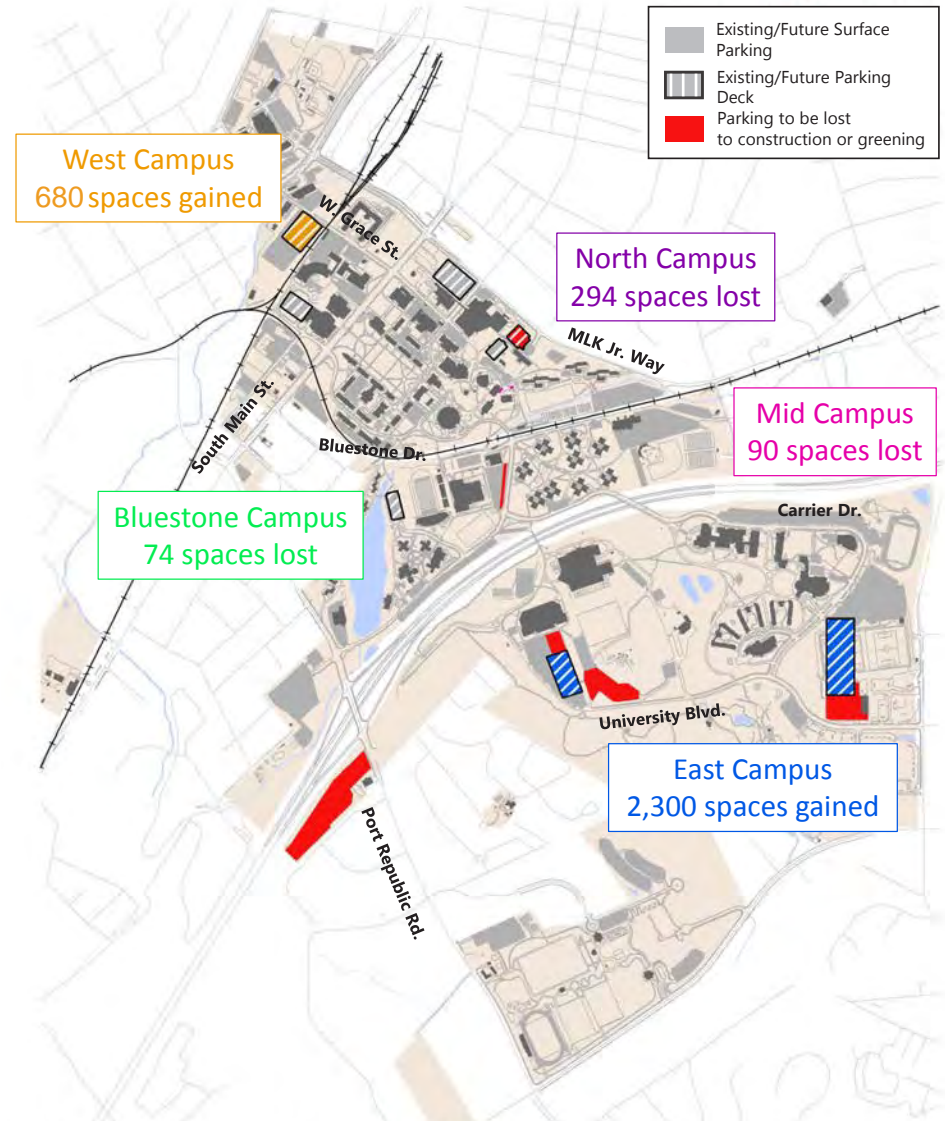 Existing/Future Surface
Parking
Existing/Future Parking
Deck
Parking to be lost
to construction or greening
West Campus
680 spaces gained
W. Grace St.
North Campus
294 spaces lost
MLK Jr. Way
South Main St.
Mid Campus
90 spaces lost
Bluestone Dr.
Bluestone Campus
74 spaces lost
Carrier Dr.
University Blvd.
East Campus
2,300 spaces gained
Port Republic Rd.